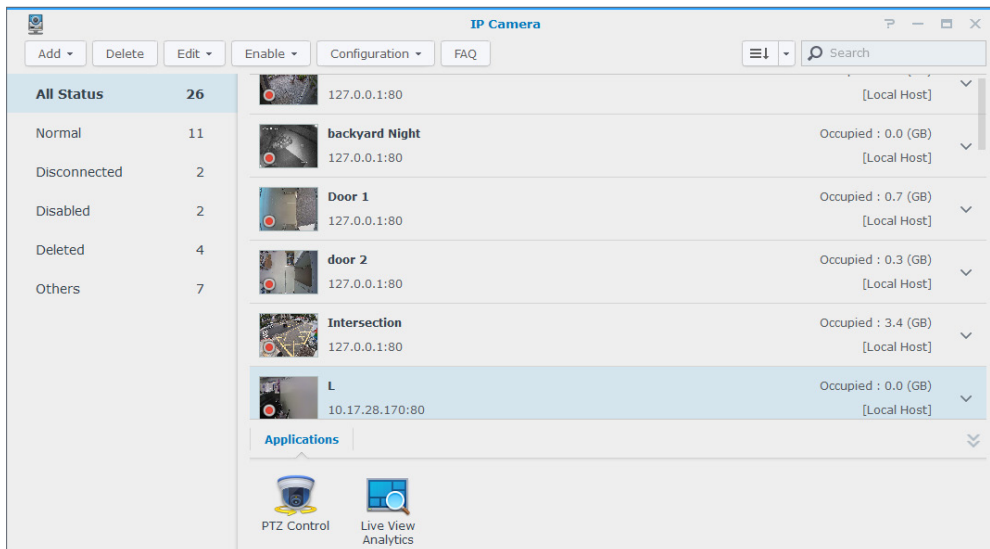 IP Camera
Add Delete Edit Enable Configuration FAQ Search
All Status 26
Normal 11
Disconnected 2
Disabled 2
Deleted 4
Others 7
127.0.0.1:80 [Local Host]
backyard Night Occupied : 0.0 (GB)
127.0.0.1:80 [Local Host]
Door 1 Occupied : 0.7 (GB)
127.0.0.1:80 [Local Host]
door 2 Occupied : 0.3 (GB)
127.0.0.1:80 [Local Host]
Intersection Occupied : 3.4 (GB)
127.0.0.1:80 [Local Host]
L Occupied : 0.0 (GB)
10.17.28.170:80 [Local Host]
Applications
PTZ Control
Live View
Analytics